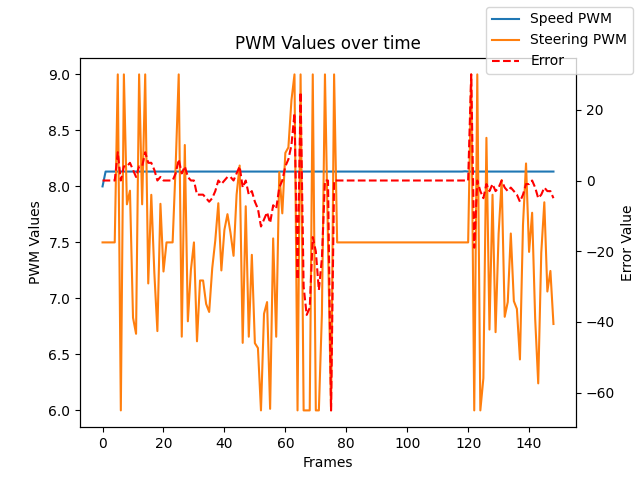 Speed PWM
Steering PWM
Error
PWM Values over time
9.0
8.5
8.0
7.5
7.0
6.5
6.0
PWM Values
20
0
−20
−40
−60
Error Value
0 20 40 60 80 100 120 140
Frames